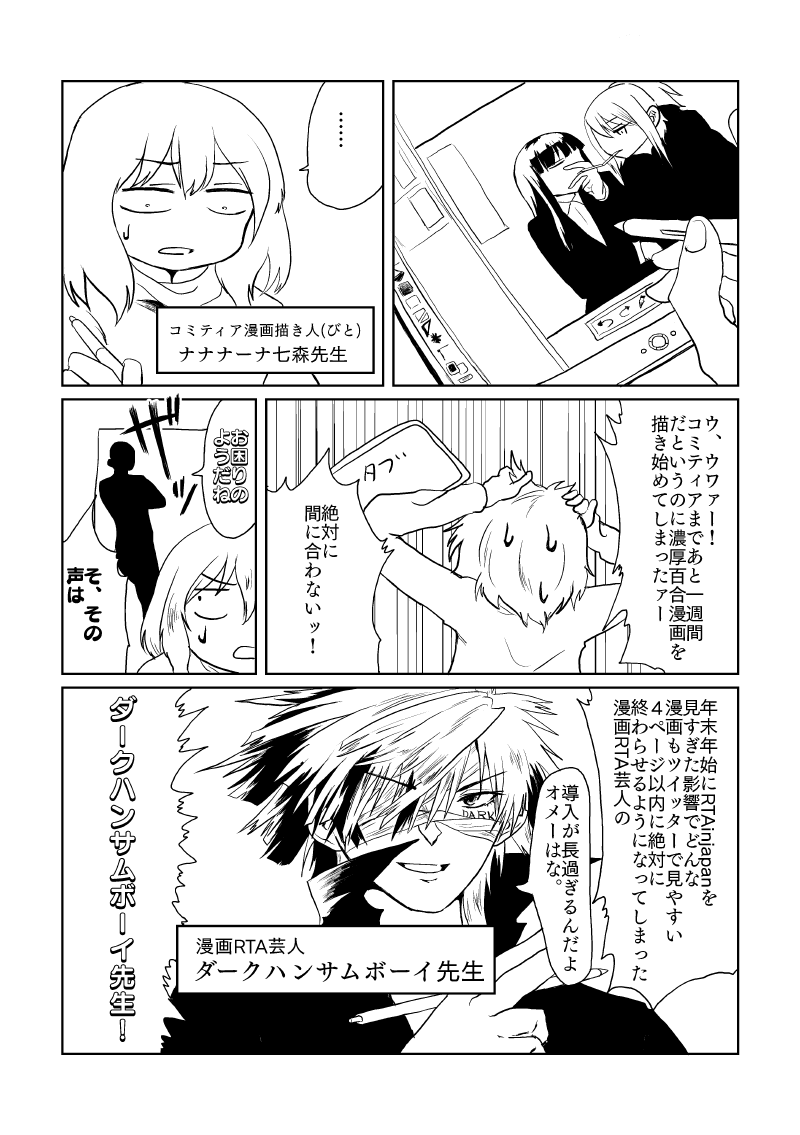 ……
コミティア漫画描き人(びと)
ナナナーナ七森先生
ウ、ウワァー！
コミティアまであと一週間
だというのに濃厚百合漫画を
描き始めてしまったァー
タブ
絶対に
間に合わないッ！
お困りの
ようだね
ザッ
そ、その
声は
年末年始にRTAinjapanを
見すぎた影響でどんな
漫画もツイッターで見やすい
4ページ以内に絶対に
終わらせるようになってしまった
漫画RTA芸人の
導入が長過ぎるんだよ
オメーはな。
DARK
漫画RTA芸人
ダークハンサムボーイ先生
ダークハンサムボーイ先生！